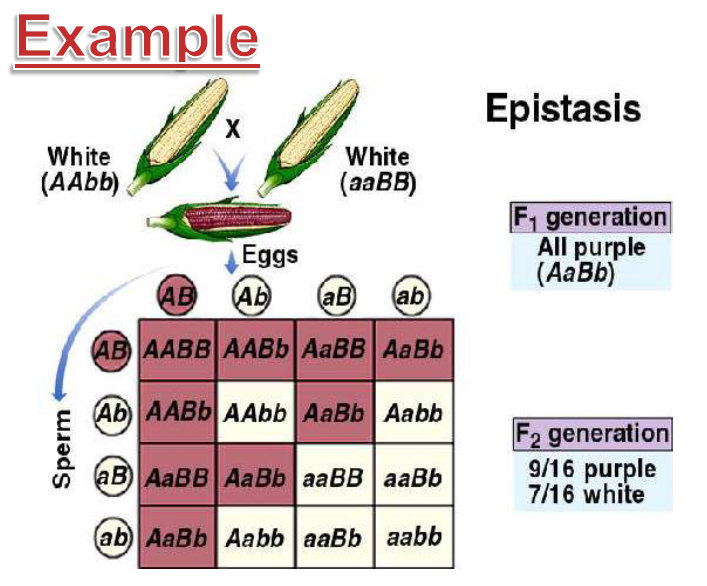 Example
Epistasis
X
White
(AAbb)
White
(aaBB)
F₁ generation
All purple
(AaBb)
Eggs
AB Ab aB ab
AB AABB AABb AaBB AaBb
Ab AABb AAbb AaBb Aabb
aB AaBB AaBb aaBB aaBb
ab AaBb Aabb aaBb aabb
Sperm
F₂ generation
9/16 purple
7/16 white